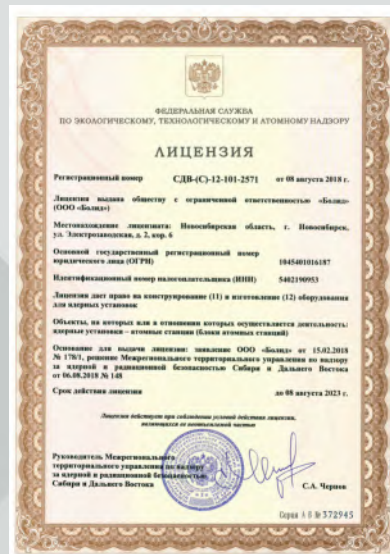 ФЕДЕРАЛЬНАЯ СЛУЖБА
ПО ЭКОЛОГИЧЕСКОМУ, ТЕХНОЛОГИЧЕСКОМУ И АТОМНОМУ НАДЗОРУ
ЛИЦЕНЗИЯ
Регистрационный номер СДВ-(С)-12-101-2571 от 08 августа 2018 г.
Лицензия выдана обществу с ограниченной ответственностью «Болид»
(ООО «Болид»)
Местонахождение лицензиата: Новосибирская область, г. Новосибирск,
ул. Электрозаводская, д. 2, кор. 6
Основной государственный регистрационный номер
юридического лица (ОГРН) 1045401016187
Идентификационный номер налогоплательщика (ИНН) 5402190953
Лицензия дает право на конструирование (11) и изготовление (12) оборудования
для ядерных установок
Объекты, на которых или в отношении которых осуществляется деятельность:
ядерные установки – атомные станции (блоки атомных станций)
Основание для выдачи лицензии: заявление ООО «Болид» от 15.02.2018
№ 178/1, решение Межрегионального территориального управления по надзору
за ядерной и радиационной безопасностью Сибири и Дальнего Востока
от 06.08.2018 № 148
Срок действия лицензии до 08 августа 2023 г.
Лицензия действует при соблюдении условий действия лицензии,
являющихся ее неотъемлемой частью
Руководитель Межрегионального
территориального управления по надзору
за ядерной и радиационной безопасностью
Сибири и Дальнего Востока С.А. Чернов
Серия А В № 372945